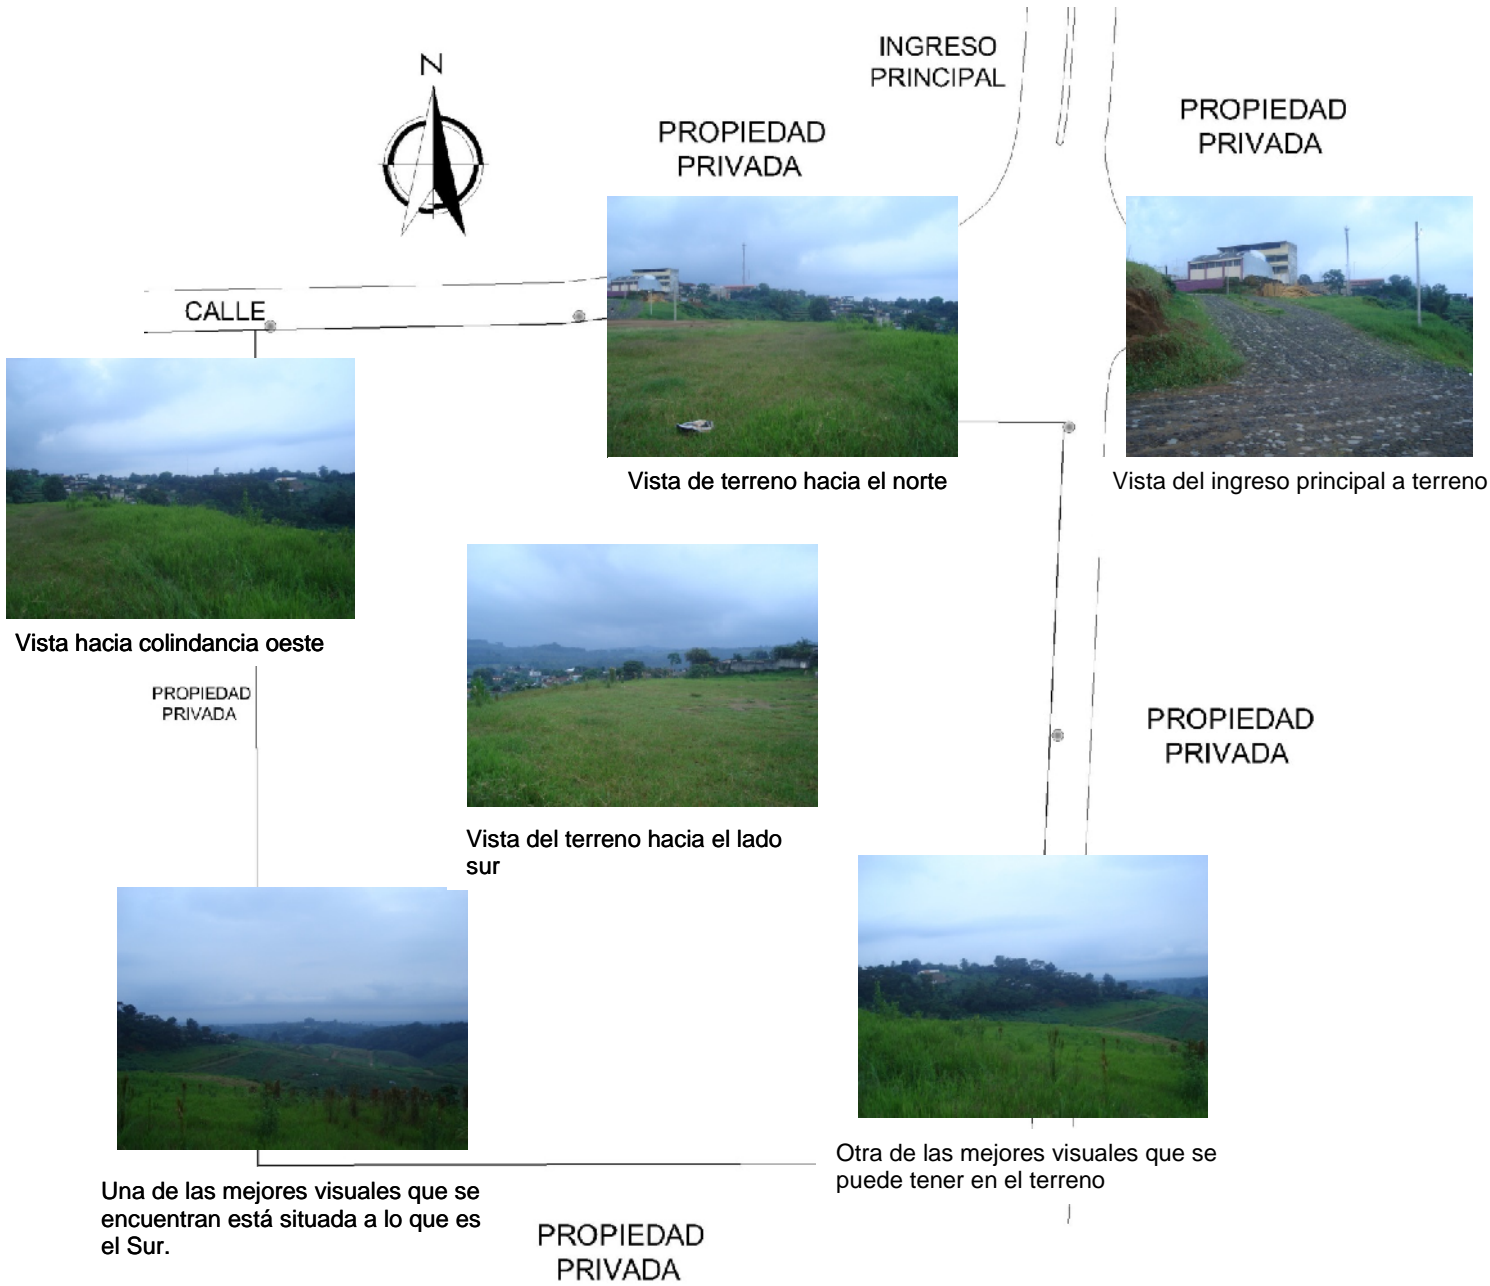 N
INGRESO
PRINCIPAL
PROPIEDAD
PRIVADA
PROPIEDAD
PRIVADA
CALLE
Vista de terreno hacia el norte
Vista del ingreso principal a terreno
Vista hacia colindancia oeste
PROPIEDAD
PRIVADA
PROPIEDAD
PRIVADA
Vista del terreno hacia el lado
sur
Otra de las mejores visuales que se
puede tener en el terreno
Una de las mejores visuales que se
encuentran está situada a lo que es
el Sur.
PROPIEDAD
PRIVADA